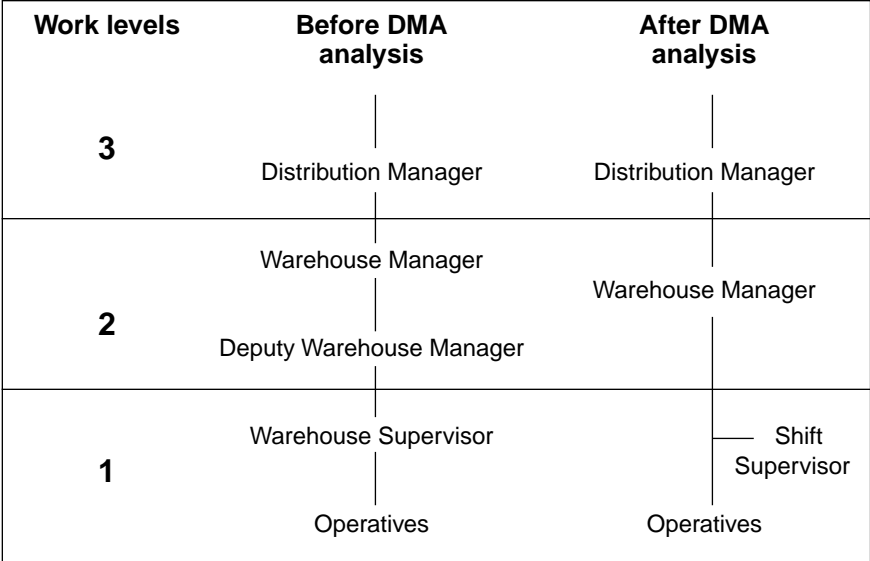 Work levels
Before DMA
analysis
After DMA
analysis
3
Distribution Manager
Distribution Manager
2
Warehouse Manager
Warehouse Manager
Deputy Warehouse Manager
1
Warehouse Supervisor
Shift
Supervisor
Operatives
Operatives